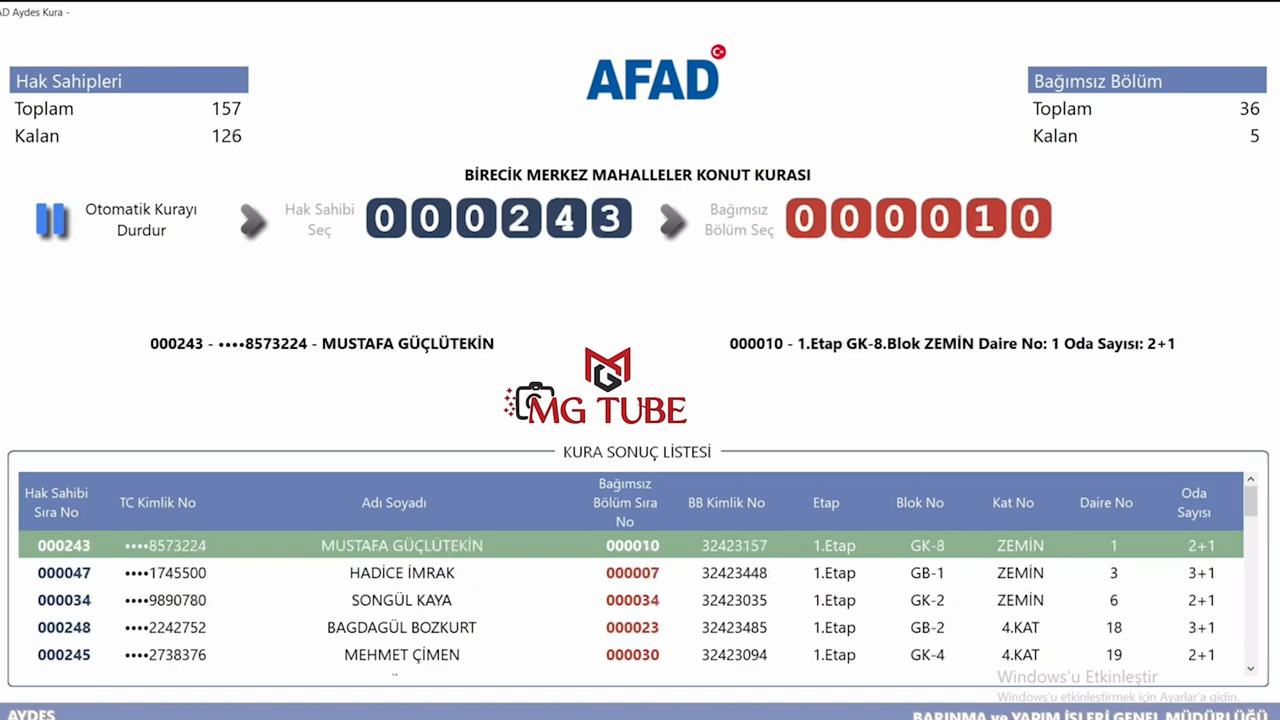 AD Aydes Kura -
AFAD
Hak Sahipleri
Toplam 157
Kalan 126
Bağımsız Bölüm
Toplam 36
Kalan 5
BİRECİK MERKEZ MAHALLELER KONUT KURASI
Otomatik Kurayı
Durdur
Hak Sahibi
Seç
000243
Bağımsız
Bölüm Seç
000010
000243 - ••••8573224 - MUSTAFA GÜÇLÜTEKİN
000010 - 1.Etap GK-8.Blok ZEMİN Daire No: 1 Oda Sayısı: 2+1
MG TUBE
KURA SONUÇ LİSTESİ
Hak Sahibi Sıra No TC Kimlik No Adı Soyadı Bağımsız Bölüm Sıra No BB Kimlik No Etap Blok No Kat No Daire No Oda Sayısı
000243 ••••8573224 MUSTAFA GÜÇLÜTEKİN 000010 32423157 1.Etap GK-8 ZEMİN 1 2+1
000047 ••••1745500 HADİCE İMRAK 000007 32423448 1.Etap GB-1 ZEMİN 3 3+1
000034 ••••9890780 SONGÜL KAYA 000034 32423035 1.Etap GK-2 ZEMİN 6 2+1
000248 ••••2242752 BAGDAGÜL BOZKURT 000023 32423485 1.Etap GB-2 4.KAT 18 3+1
000245 ••••2738376 MEHMET ÇİMEN 000030 32423094 1.Etap GK-4 4.KAT 19 2+1
Windows'u Etkinleştir
Windows'u etkinleştirmek için Ayarlar'a gidin.
AYDES
BARINMA ve YAPIM İŞLERİ GENEL MÜDÜRLÜĞÜ